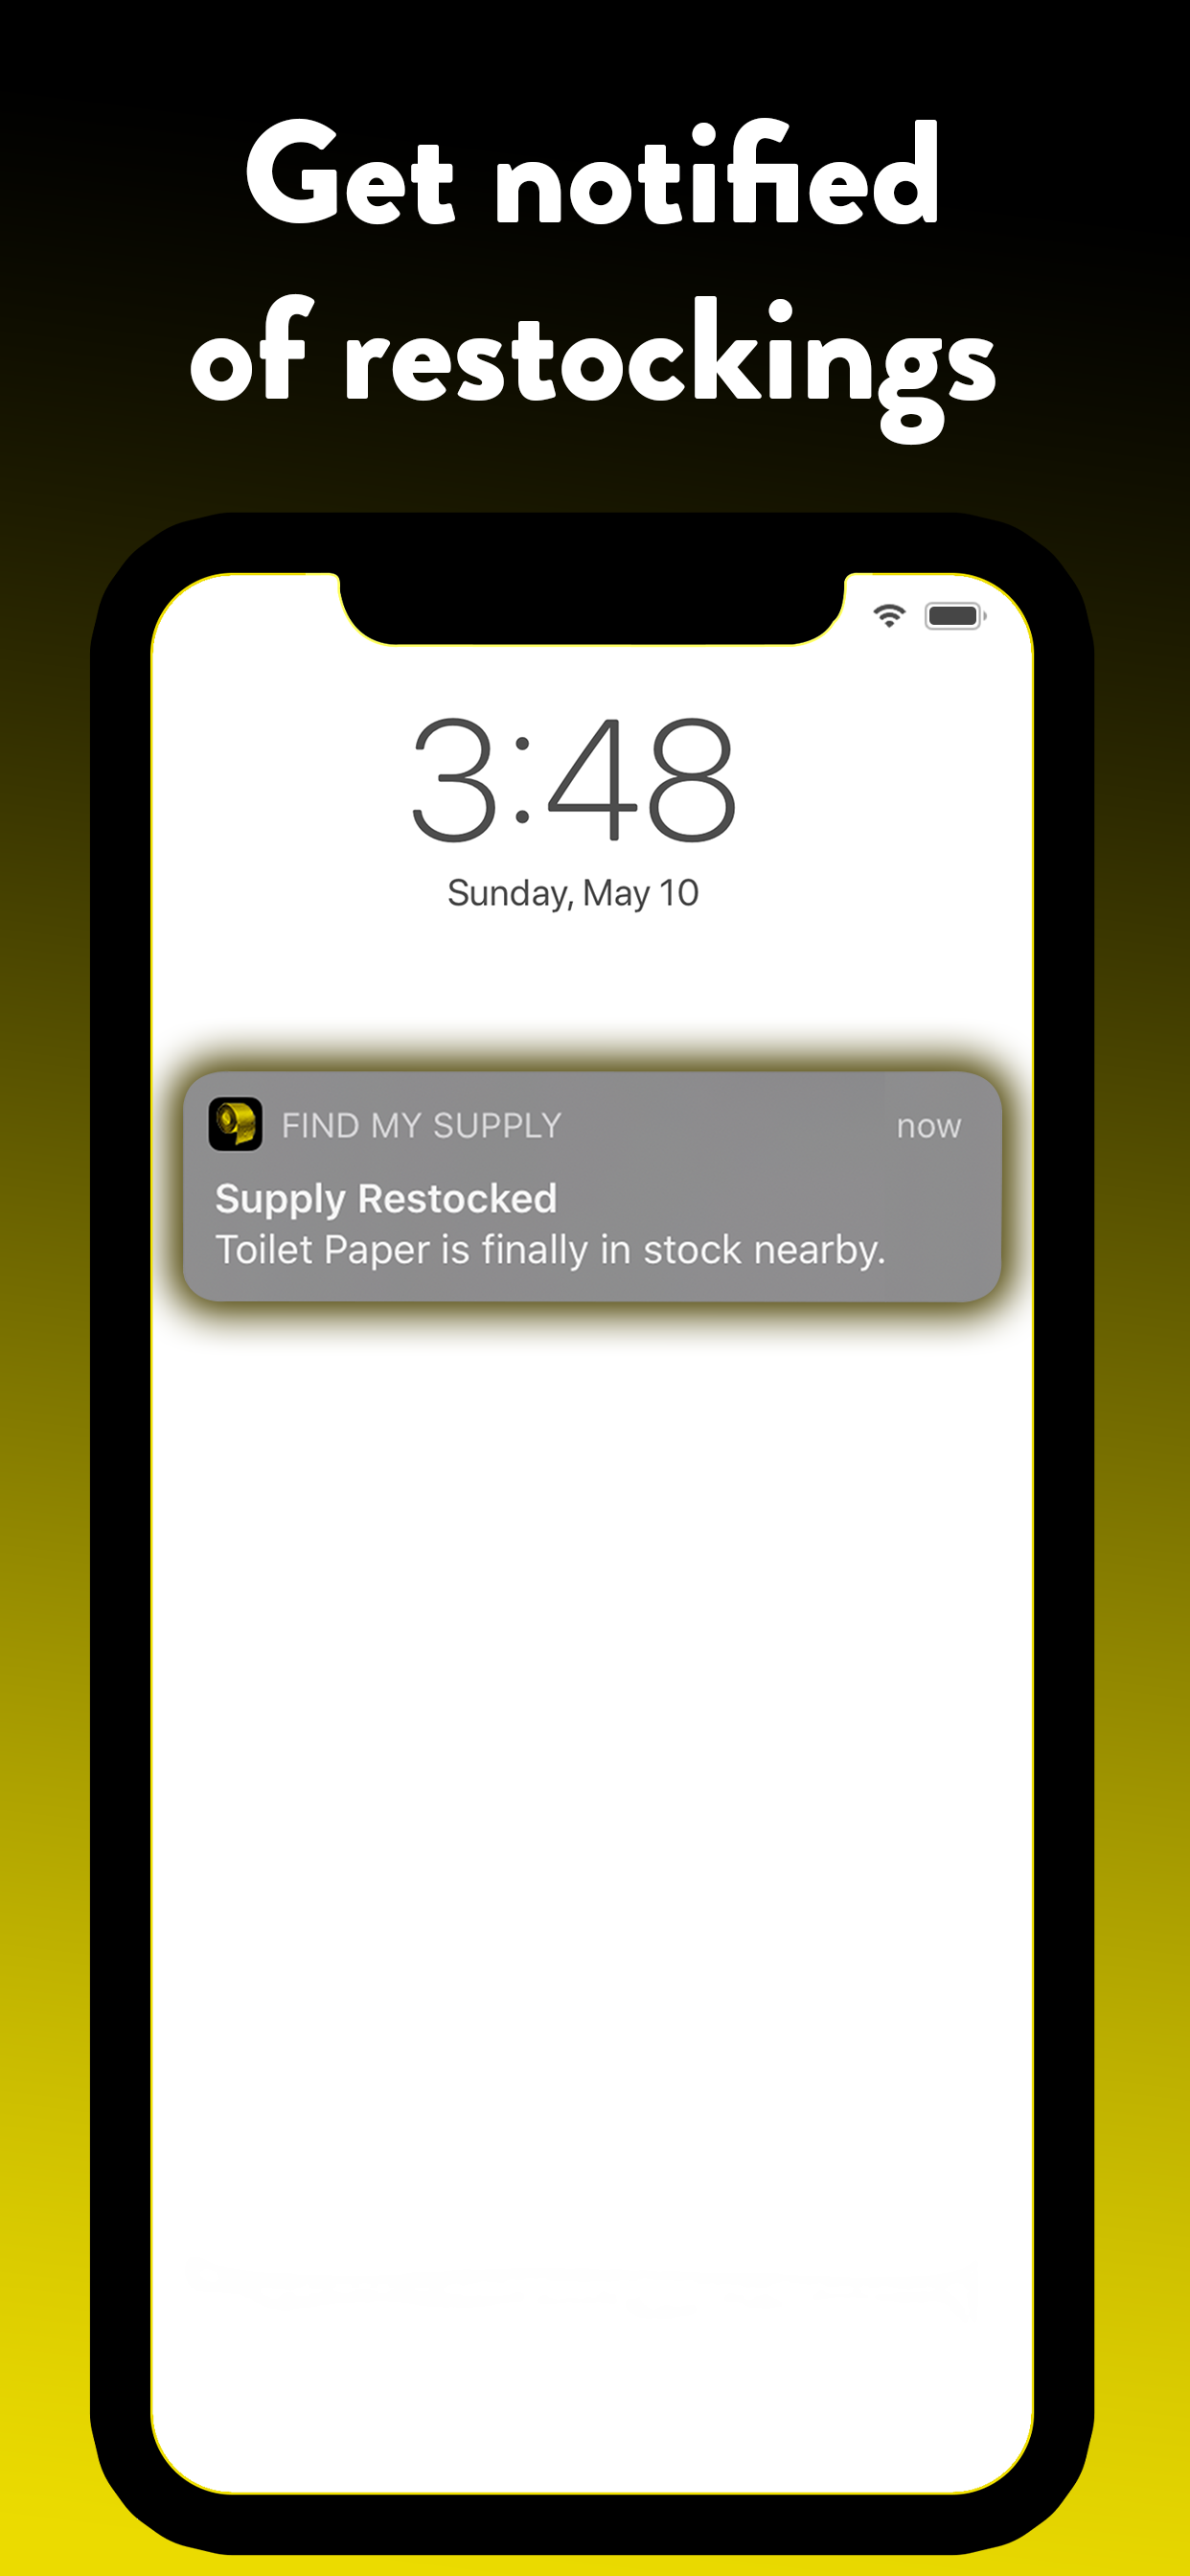 Get notified
of restockings
3:48
Sunday, May 10
FIND MY SUPPLY now
Supply Restocked
Toilet Paper is finally in stock nearby.